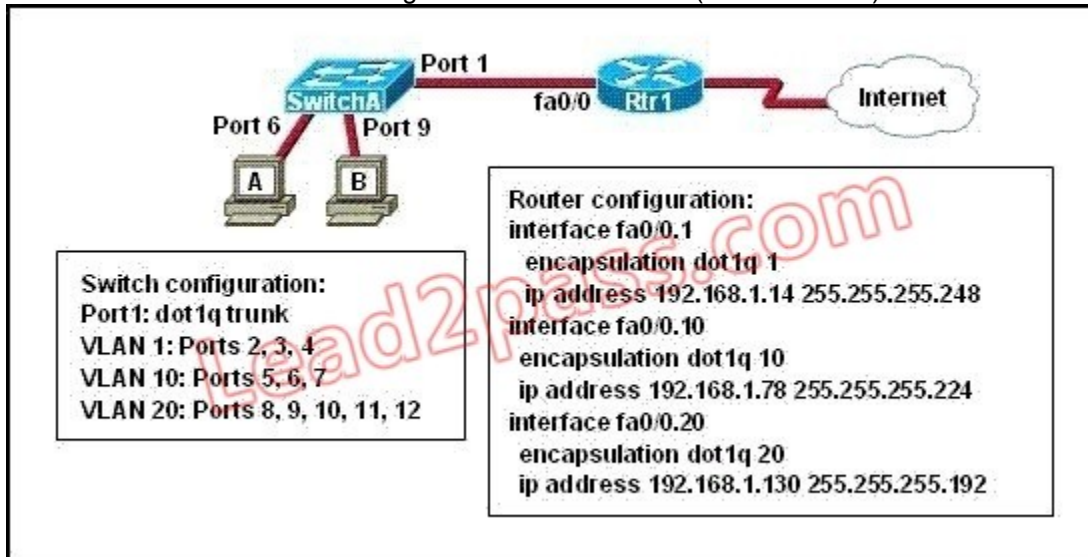 Port 1
SwitchA
fa0/0
Rtr1
Internet
Port 6
Port 9
A
B
Switch configuration:
Port1: dot1q trunk
VLAN 1: Ports 2, 3, 4
VLAN 10: Ports 5, 6, 7
VLAN 20: Ports 8, 9, 10, 11, 12
Router configuration:
interface fa0/0.1
encapsulation dot1q 1
ip address 192.168.1.14 255.255.255.248
interface fa0/0.10
encapsulation dot1q 10
ip address 192.168.1.78 255.255.255.224
interface fa0/0.20
encapsulation dot1q 20
ip address 192.168.1.130 255.255.255.192
Lead2pass.com